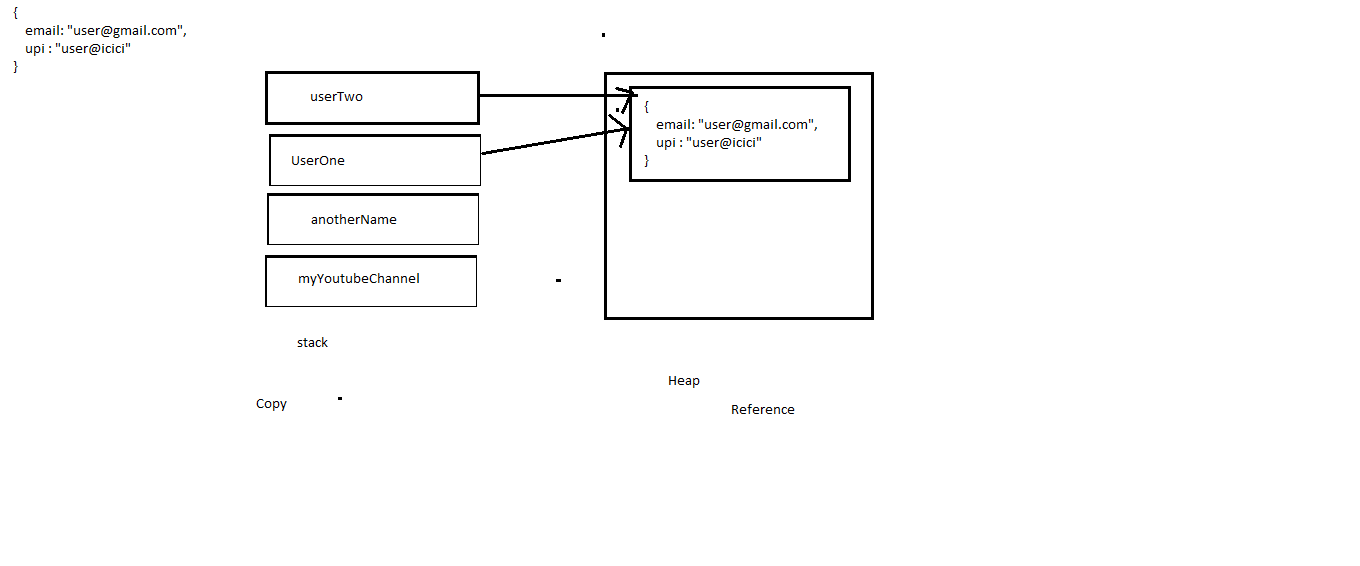 {
email: "user@gmail.com",
upi : "user@icici"
}
userTwo
{
email: "user@gmail.com",
upi : "user@icici"
}
UserOne
anotherName
myYoutubeChannel
stack
Heap
Copy
Reference